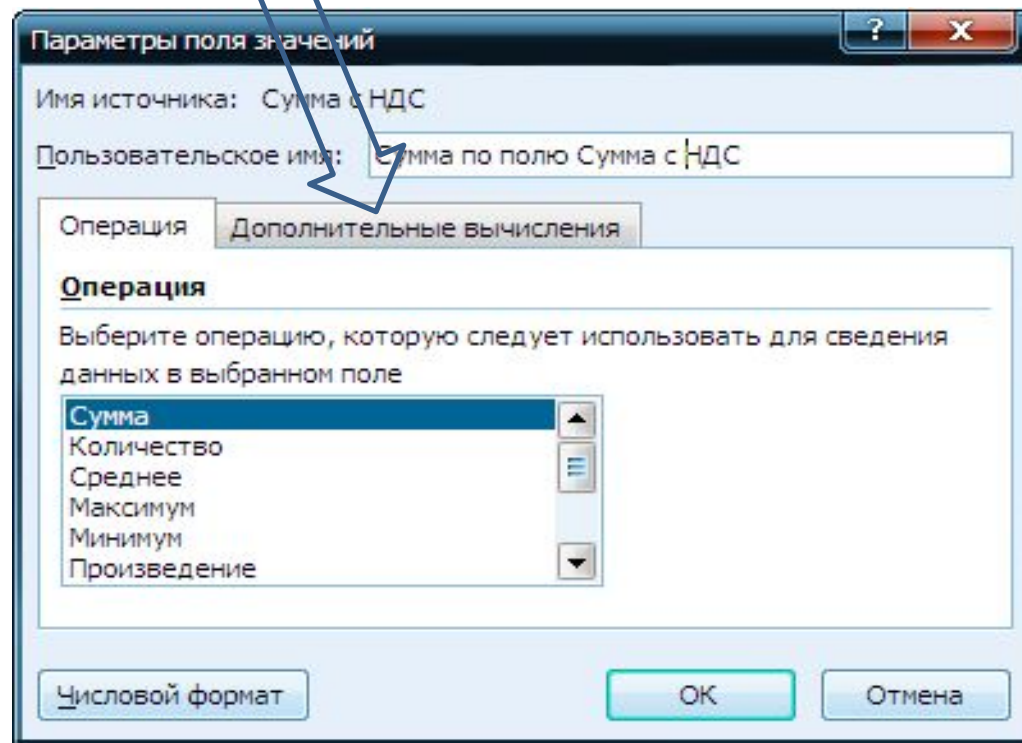 Параметры поля значений
Имя источника: Сумма с НДС
Пользовательское имя: Сумма по полю Сумма с НДС
Операция Дополнительные вычисления
Операция
Выберите операцию, которую следует использовать для сведения
данных в выбранном поле
Сумма
Количество
Среднее
Максимум
Минимум
Произведение
Числовой формат ОК Отмена